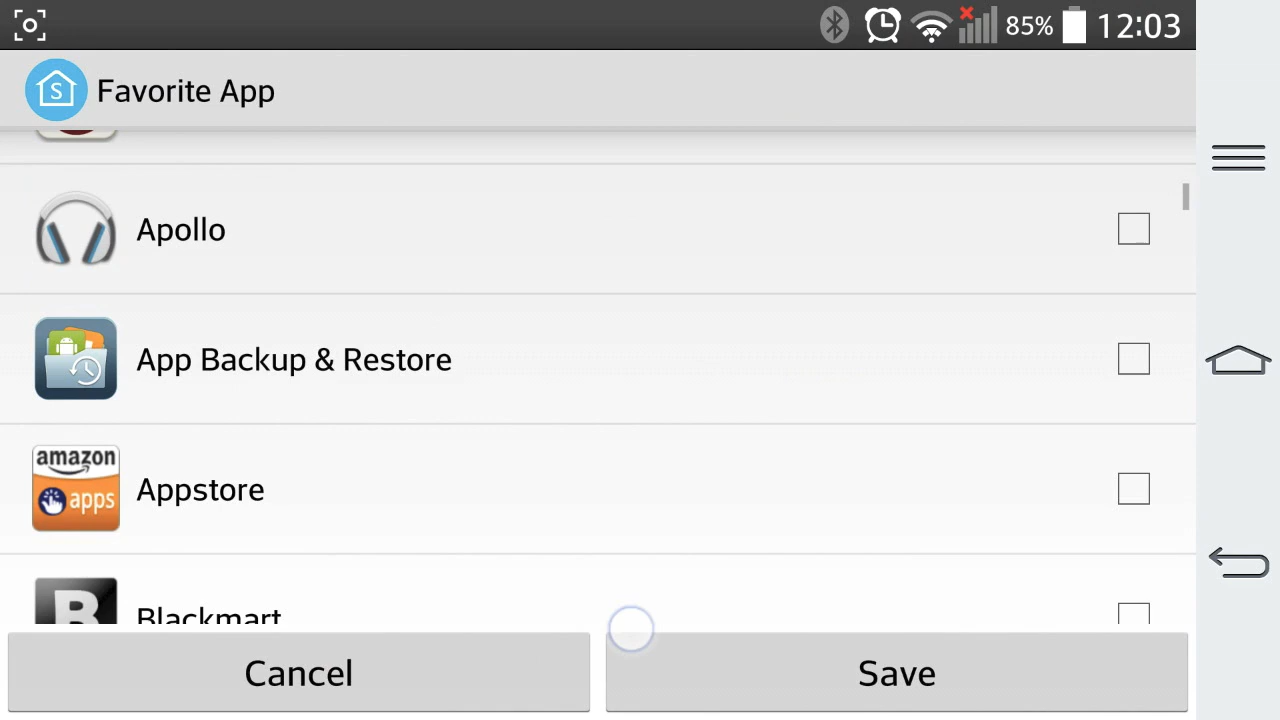 85% 12:03
S Favorite App
Apollo
App Backup & Restore
amazon
apps
Appstore
B Blackmart
Cancel Save